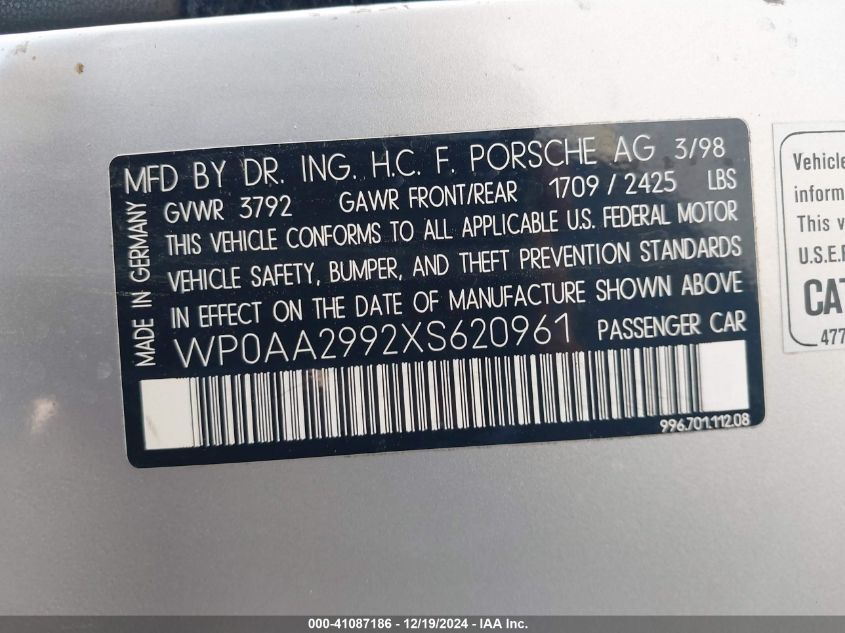 MFD BY DR. ING. H.C. F. PORSCHE AG 3/98
GVWR 3792 GAWR FRONT/REAR 1709 / 2425 LBS
THIS VEHICLE CONFORMS TO ALL APPLICABLE U.S. FEDERAL MOTOR
VEHICLE SAFETY, BUMPER, AND THEFT PREVENTION STANDARDS
IN EFFECT ON THE DATE OF MANUFACTURE SHOWN ABOVE
WP0AA2992XS620961 PASSENGER CAR
MADE IN GERMANY
996.701.112.08
Vehicle
inform
This v
U.S.E.P
CAT
477
000-41087186 - 12/19/2024 - IAAI.com